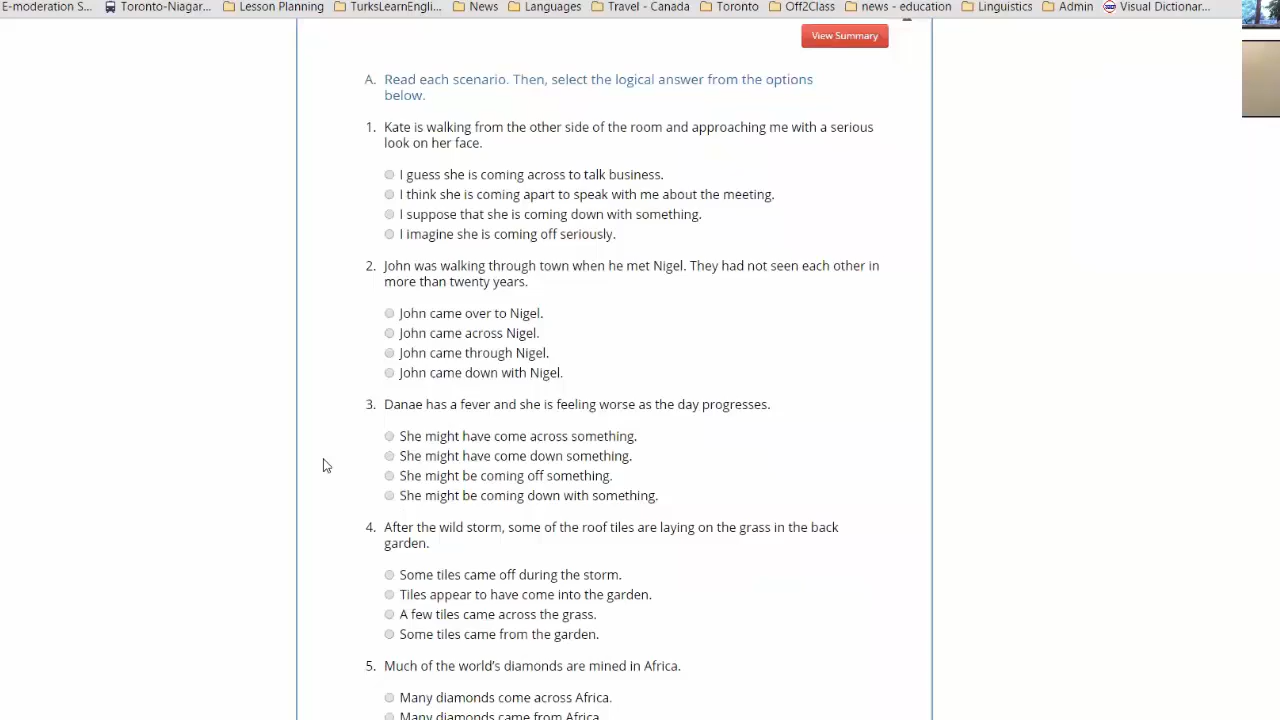 E-moderation S... Toronto-Niagar... Lesson Planning TurksLearnEngli... News Languages Travel - Canada Toronto Off2Class news - education Linguistics Admin Visual Dictionar...
View Summary
A. Read each scenario. Then, select the logical answer from the options
below.
1. Kate is walking from the other side of the room and approaching me with a serious
look on her face.
I guess she is coming across to talk business.
I think she is coming apart to speak with me about the meeting.
I suppose that she is coming down with something.
I imagine she is coming off seriously.
2. John was walking through town when he met Nigel. They had not seen each other in
more than twenty years.
John came over to Nigel.
John came across Nigel.
John came through Nigel.
John came down with Nigel.
3. Danae has a fever and she is feeling worse as the day progresses.
She might have come across something.
She might have come down something.
She might be coming off something.
She might be coming down with something.
4. After the wild storm, some of the roof tiles are laying on the grass in the back
garden.
Some tiles came off during the storm.
Tiles appear to have come into the garden.
A few tiles came across the grass.
Some tiles came from the garden.
5. Much of the world's diamonds are mined in Africa.
Many diamonds come across Africa.
Many diamonds came from Africa.